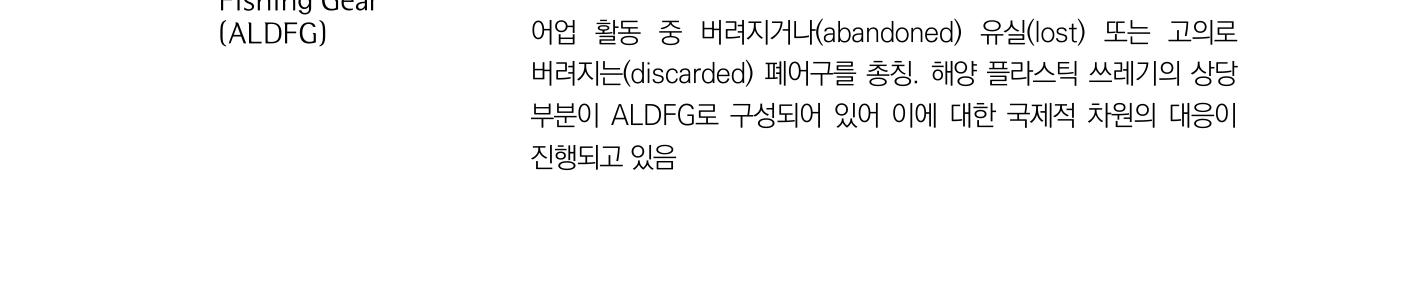 Fishing Gear
(ALDFG)
어업 활동 중 버려지거나(abandoned) 유실(lost) 또는 고의로
버려지는(discarded) 폐어구를 총칭. 해양 플라스틱 쓰레기의 상당
부분이 ALDFG로 구성되어 있어 이에 대한 국제적 차원의 대응이
진행되고 있음